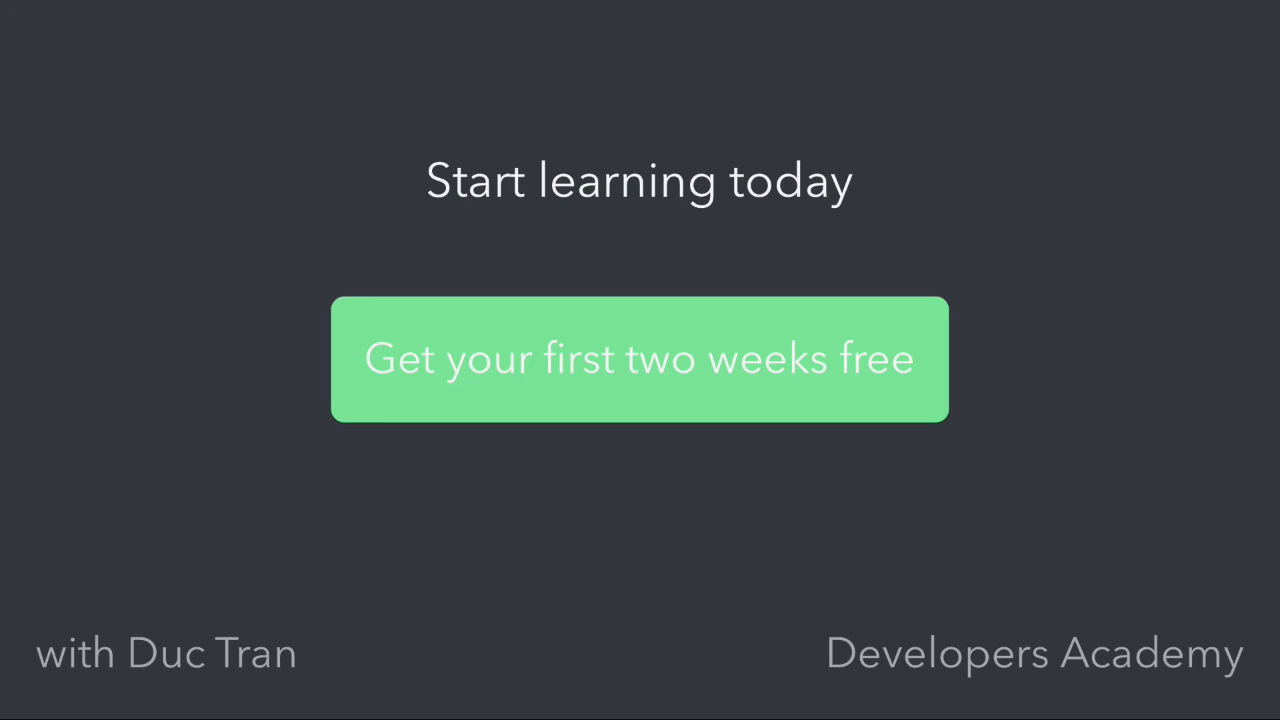 Start learning today
Get your first two weeks free
with Duc Tran
Developers Academy